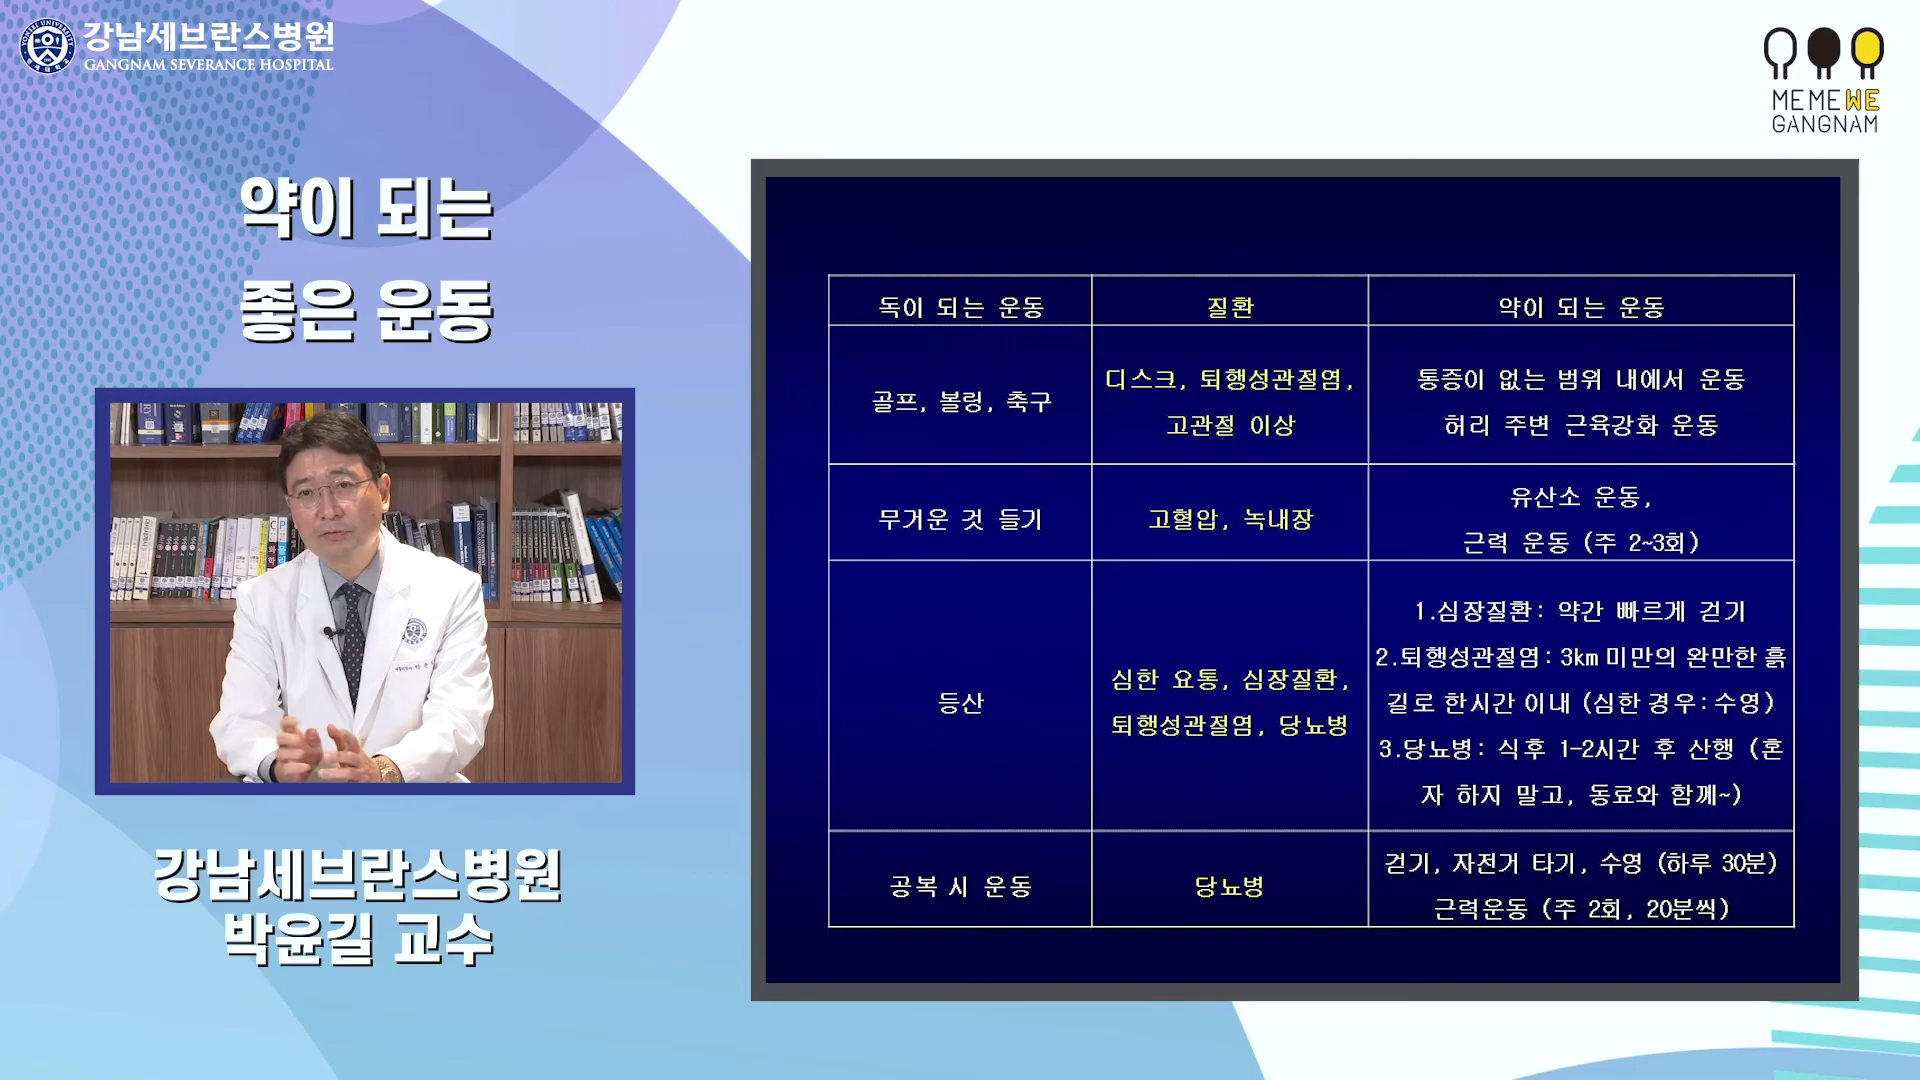 강남세브란스병원
GANGNAM SEVERANCE HOSPITAL
MEMEWE
GANGNAM
약이 되는
좋은 운동
강남세브란스병원
박윤길 교수
독이 되는 운동
질환
약이 되는 운동
골프, 볼링, 축구
디스크, 퇴행성관절염,
고관절 이상
통증이 없는 범위 내에서 운동
허리 주변 근육강화 운동
무거운 것 들기
고혈압, 녹내장
유산소 운동,
근력 운동 (주 2~3회)
등산
심한 요통, 심장질환,
퇴행성관절염, 당뇨병
1.심장질환: 약간 빠르게 걷기
2.퇴행성관절염: 3km 미만의 완만한 흙
길로 한시간 이내 (심한 경우:수영)
3.당뇨병: 식후 1-2시간 후 산행 (혼
자 하지 말고, 동료와 함께~)
공복 시 운동
당뇨병
걷기, 자전거 타기, 수영 (하루 30분)
근력운동 (주 2회, 20분씩)